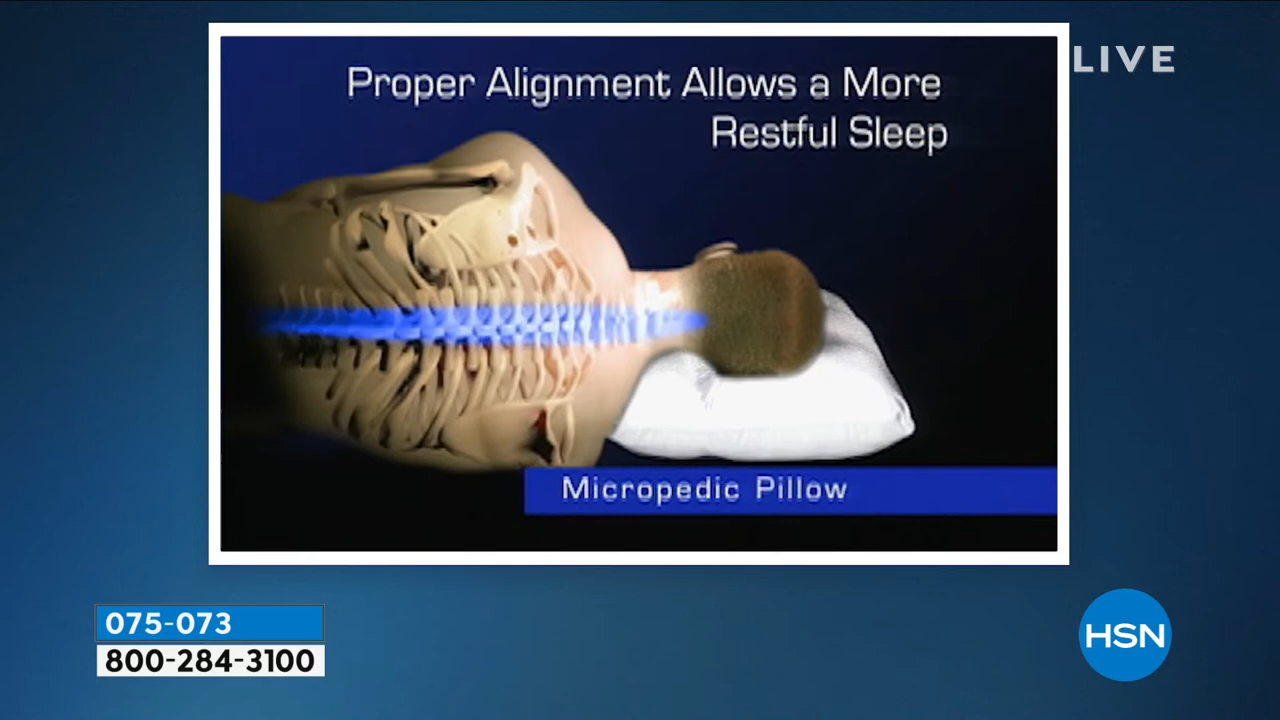 LIVE
Proper Alignment Allows a More
Restful Sleep
Micropedic Pillow
075-073
800-284-3100
HSN